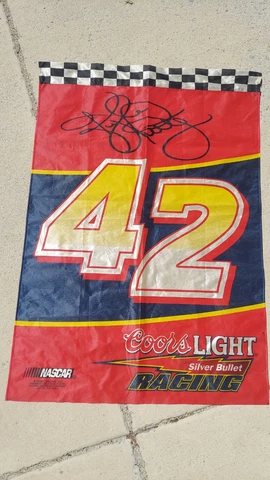 42
Coors LIGHT
Silver Bullet
RACING
NASCAR